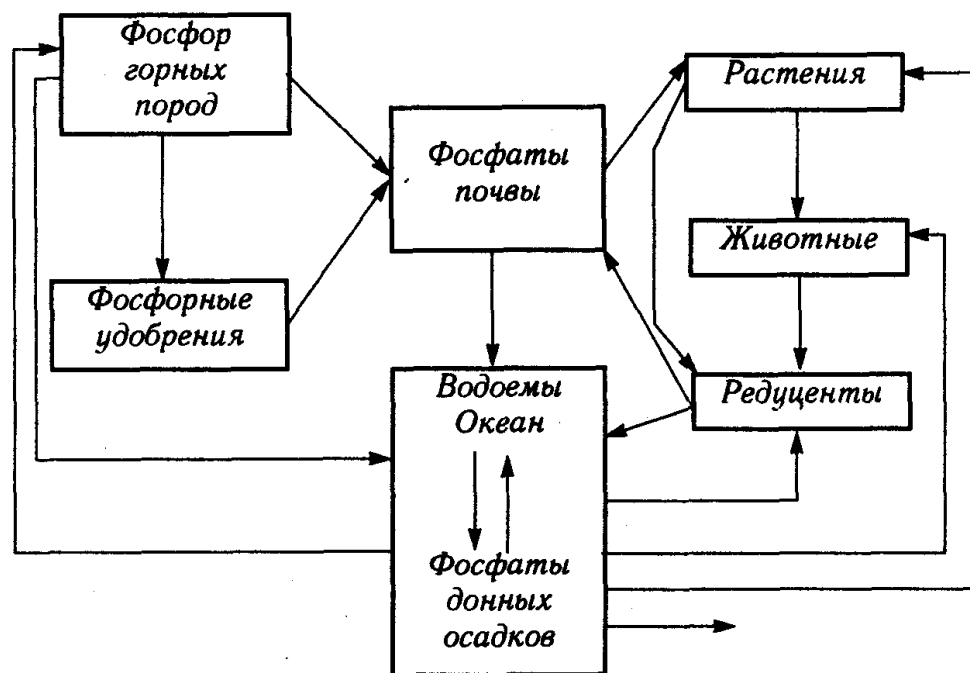 Фосфор
горных
пород
Растения
Фосфаты
почвы
Животные
Фосфорные
удобрения
Водоемы
Океан
Редуценты
Фосфаты
донных
осадков